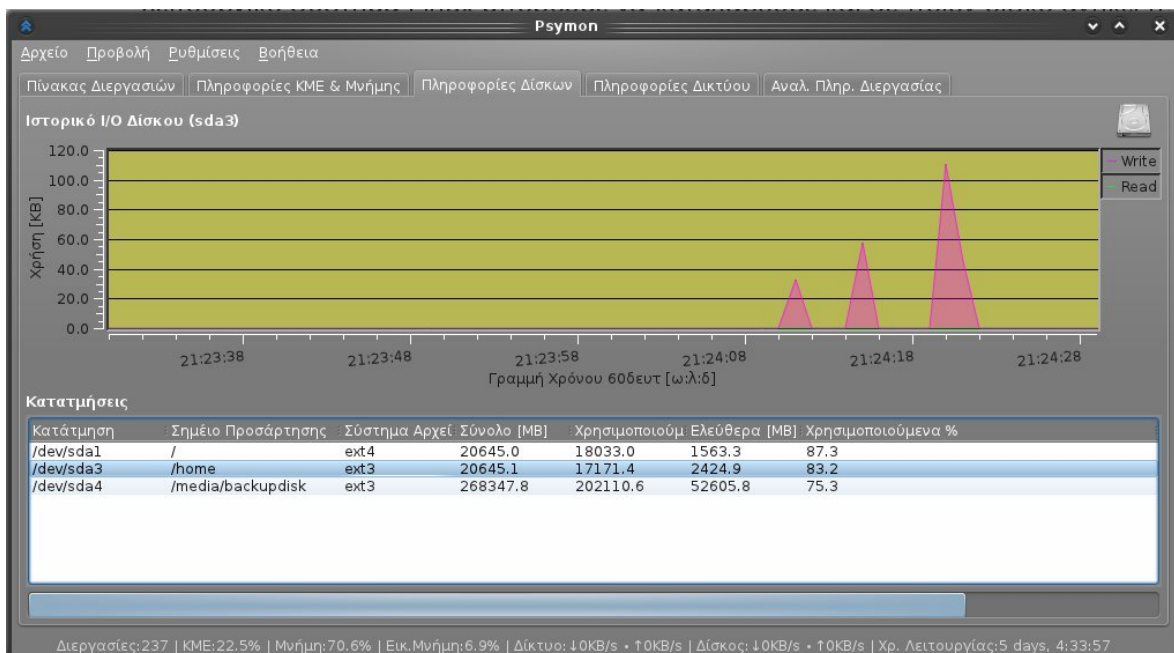 Psymon
Αρχείο Προβολή Ρυθμίσεις Βοήθεια
Πίνακας Διεργασιών Πληροφορίες ΚΜΕ & Μνήμης Πληροφορίες Δίσκων Πληροφορίες Δικτύου Αναλ. Πληρ. Διεργασίας
Ιστορικό I/O Δίσκου (sda3)
120.0
100.0
80.0
60.0
40.0
20.0
0.0
Χρήση [KB]
Write
Read
21:23:38 21:23:48 21:23:58 21:24:08 21:24:18 21:24:28
Γραμμή Χρόνου 60δευτ [ω:λ:δ]
Κατατμήσεις
Κατάτμηση Σημέιο Προσάρτησης Σύστημα Αρχεί Σύνολο [MB] Χρησιμοποιούμ Ελεύθερα [MB] Χρησιμοποιούμενα %
/dev/sda1 / ext4 20645.0 18033.0 1563.3 87.3
/dev/sda3 /home ext3 20645.1 17171.4 2424.9 83.2
/dev/sda4 /media/backupdisk ext3 268347.8 202110.6 52605.8 75.3
Διεργασίες:237 | ΚΜΕ:22.5% | Μνήμη:70.6% | Εικ.Μνήμη:6.9% | Δίκτυο:↓0KB/s • ↑0KB/s | Δίσκος:↓0KB/s • ↑0KB/s | Χρ. Λειτουργίας:5 days, 4:33:57